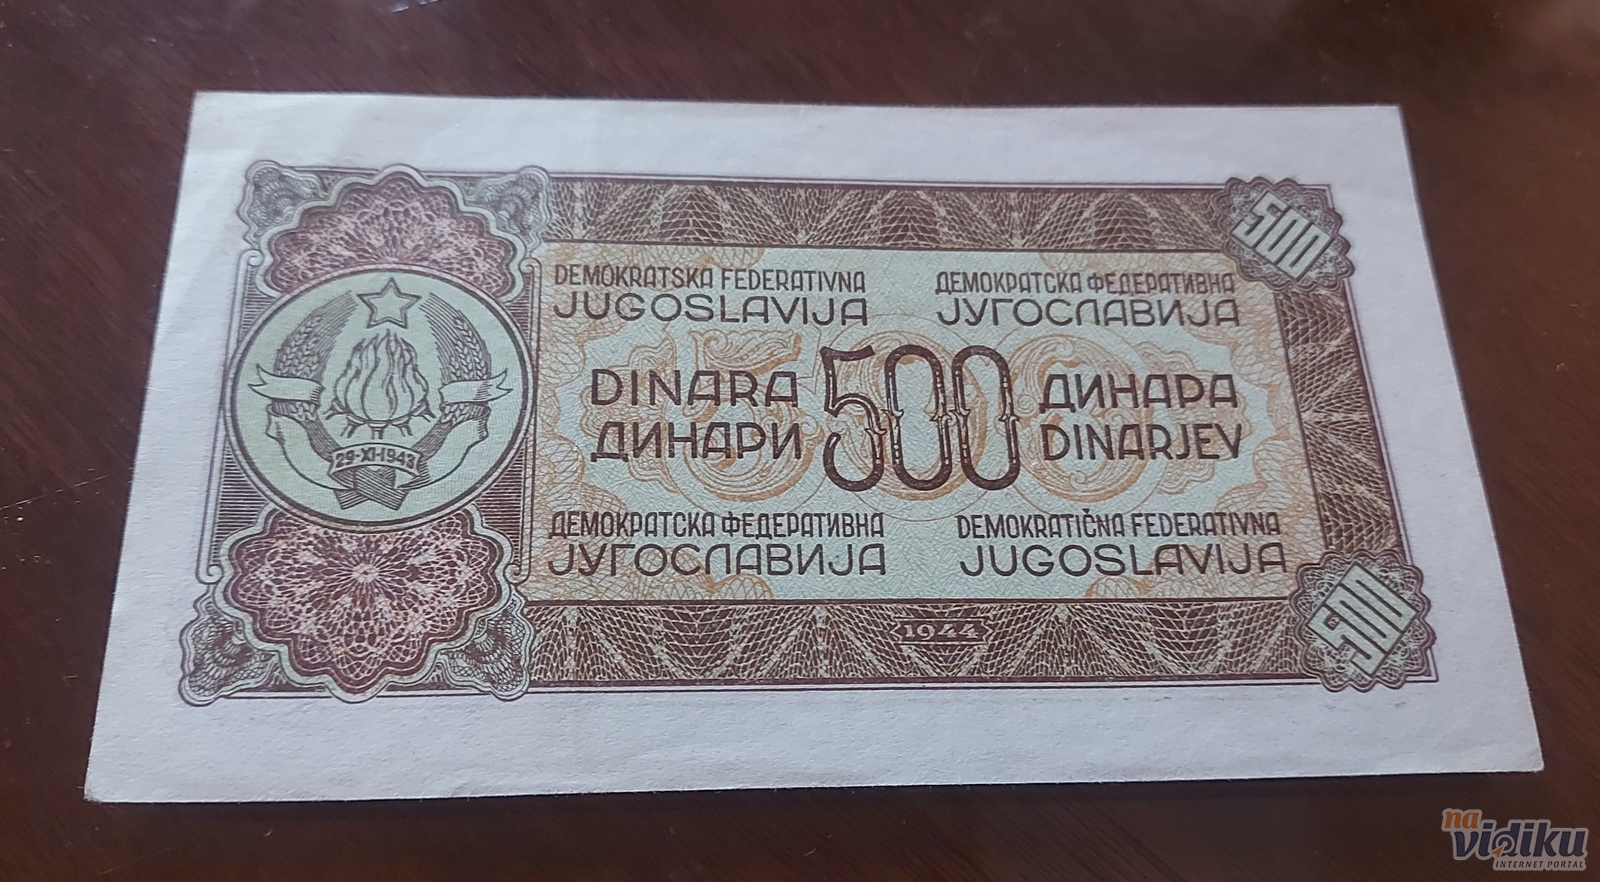 500
DEMOKRATSKA FEDERATIVNA
JUGOSLAVIJA
ДЕМОКРАТСКА ФЕДЕРАТИВНА
ЈУГОСЛАВИЈА
DINARA
500
ДИНАРА
ДИНАРИ
DINARJEV
29·XI·1943
ДЕМОКРАТСКА ФЕДЕРАТИВНА
ЈУГОСЛАВИЈА
DEMOKRATIČNA FEDERATIVNA
JUGOSLAVIJA
1944
500
na
vidiku
INTERNET PORTAL